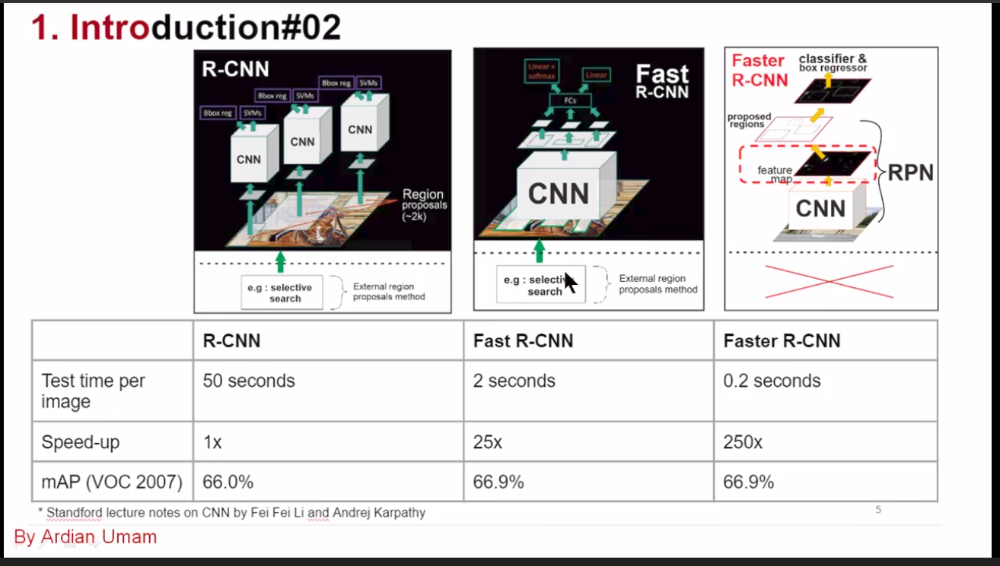 1. Introduction#02
R-CNN
Bbox reg
SVMs
Bbox reg
SVMs
Bbox reg
SVMs
CNN
CNN
CNN
Region
proposals
(~2k)
e.g : selective
search
External region
proposals method
Linear +
softmax
Linear
Fast
R-CNN
FCs
CNN
e.g : selective
search
External region
proposals method
Faster
R-CNN
classifier &
box regressor
proposed
regions
feature
map
RPN
CNN
R-CNN
Fast R-CNN
Faster R-CNN
Test time per
image
50 seconds
2 seconds
0.2 seconds
Speed-up
1x
25x
250x
mAP (VOC 2007)
66.0%
66.9%
66.9%
* Standford lecture notes on CNN by Fei Fei Li and Andrej Karpathy
5
By Ardian Umam